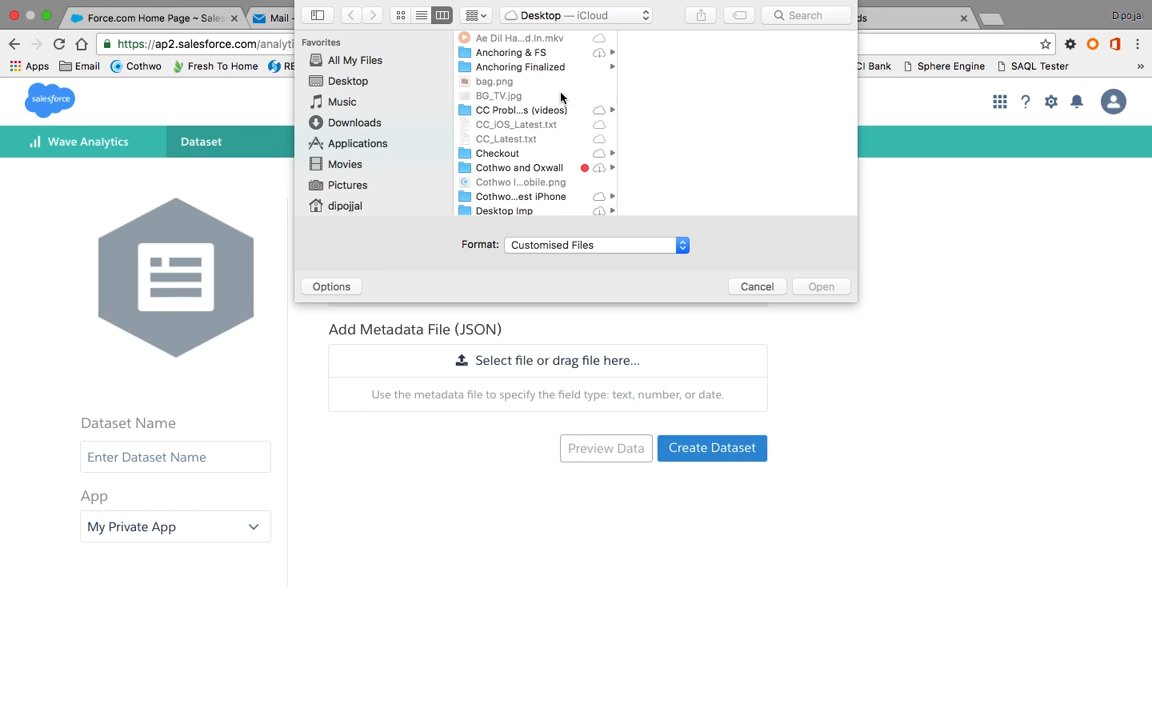 Force.com Home Page ~ Sales
Mail -
ds
Dipojjal
https://ap2.salesforce.com/analyti
Apps
Email
Cothwo
Fresh To Home
RE
CI Bank
Sphere Engine
SAQL Tester
»
salesforce
Wave Analytics
Dataset
Desktop — iCloud
Search
Favorites
All My Files
Desktop
Music
Downloads
Applications
Movies
Pictures
dipojjal
Ae Dil Ha...d.In.mkv
Anchoring & FS
Anchoring Finalized
bag.png
BG_TV.jpg
CC Probl...s (videos)
CC_iOS_Latest.txt
CC_Latest.txt
Checkout
Cothwo and Oxwall
Cothwo l...obile.png
Cothwo...est iPhone
Desktop Imp
Format: Customised Files
Options
Cancel
Open
Add Metadata File (JSON)
Select file or drag file here...
Use the metadata file to specify the field type: text, number, or date.
Preview Data
Create Dataset
Dataset Name
Enter Dataset Name
App
My Private App